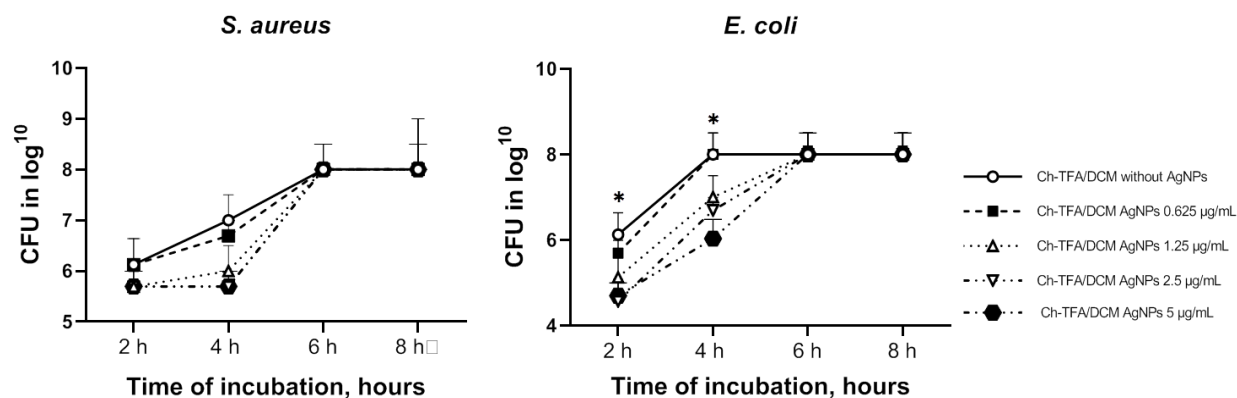 S. aureus
CFU in log10
10
9
8
7
6
5
2 h
4 h
6 h
8 h□
Time of incubation, hours
E. coli
CFU in log10
10
8
6
4
*
*
2 h
4 h
6 h
8 h
Time of incubation, hours
Ch-TFA/DCM without AgNPs
Ch-TFA/DCM AgNPs 0.625 µg/mL
Ch-TFA/DCM AgNPs 1.25 µg/mL
Ch-TFA/DCM AgNPs 2.5 µg/mL
Ch-TFA/DCM AgNPs 5 µg/mL